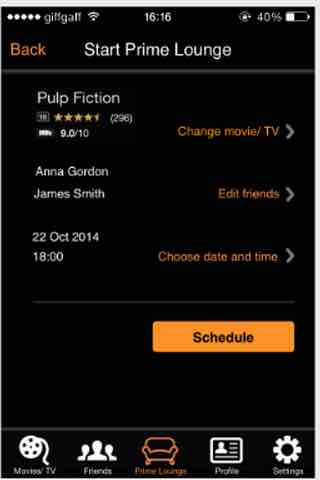 giffgaff 16:16 40%
Back Start Prime Lounge
Pulp Fiction
18 (296)
9.0/10 Change movie/ TV
Anna Gordon
James Smith Edit friends
22 Oct 2014
18:00 Choose date and time
Schedule
Movies/ TV Friends Prime Lounge Profile Settings